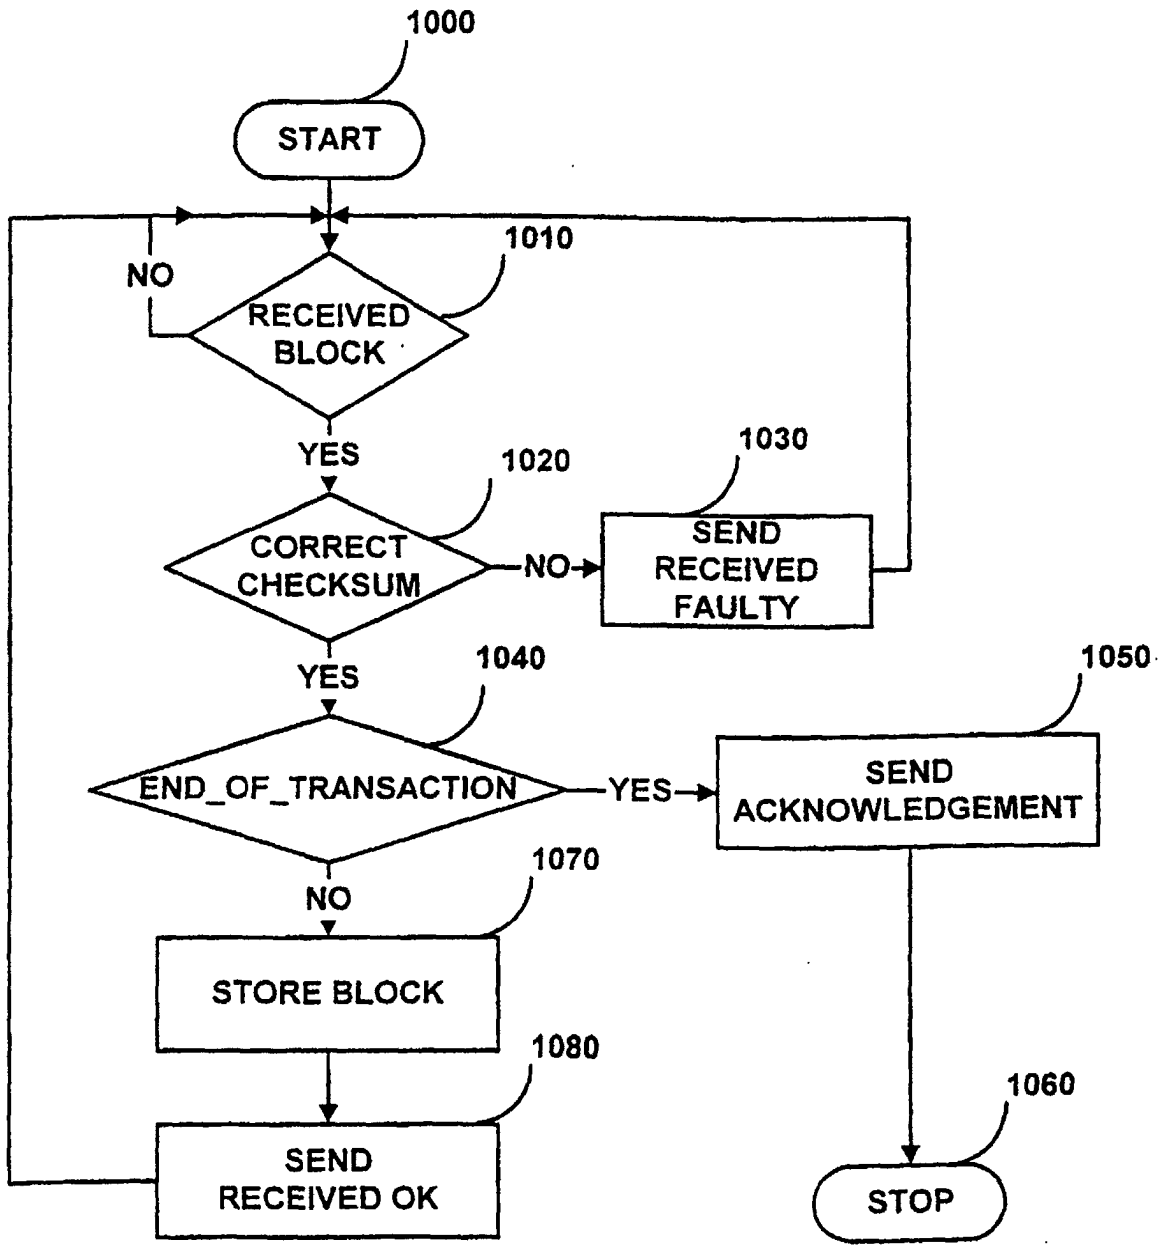 1000
START
1010
NO
RECEIVED
BLOCK
YES
1020
1030
CORRECT
CHECKSUM
NO
SEND
RECEIVED
FAULTY
YES
1040
1050
END_OF_TRANSACTION
YES
SEND
ACKNOWLEDGEMENT
NO
1070
STORE BLOCK
1080
SEND
RECEIVED OK
1060
STOP